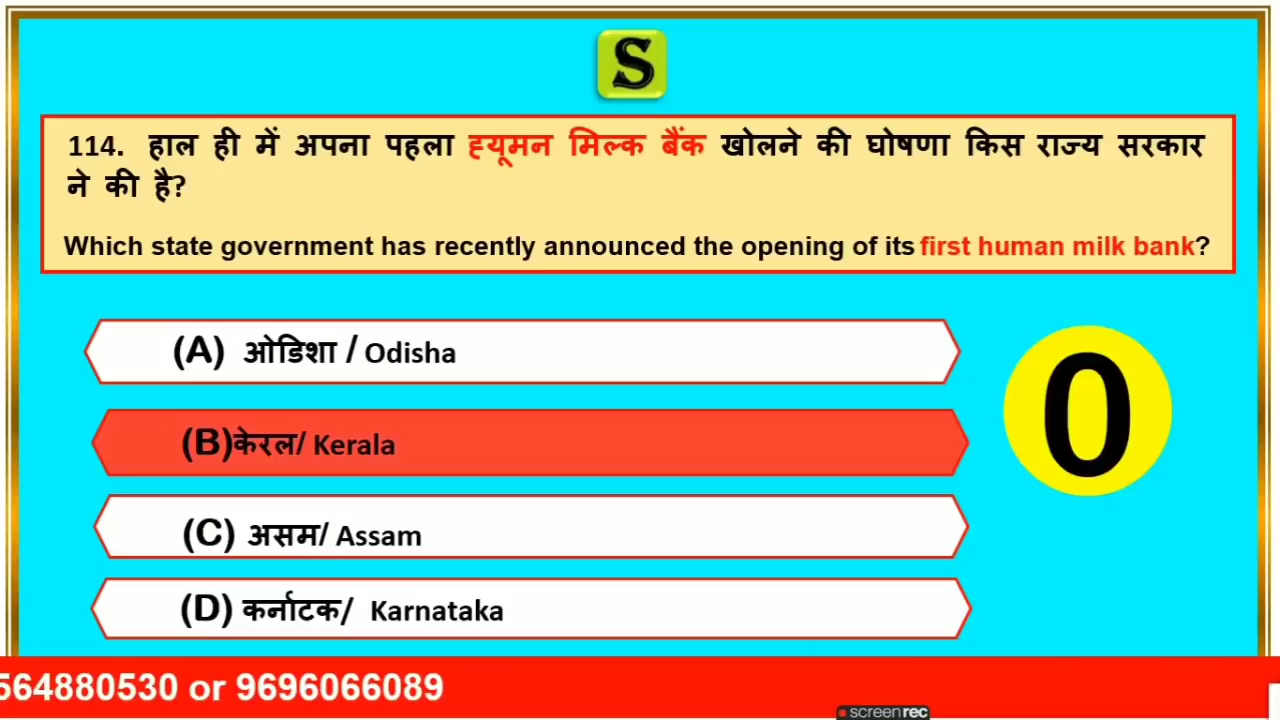 S
114. हाल ही में अपना पहला ह्यूमन मिल्क बैंक खोलने की घोषणा किस राज्य सरकार
ने की है?
Which state government has recently announced the opening of its first human milk bank?
(A) ओडिशा / Odisha
(B)केरल/ Kerala
0
(C) असम/ Assam
(D) कर्नाटक/ Karnataka
564880530 or 9696066089
screenrec